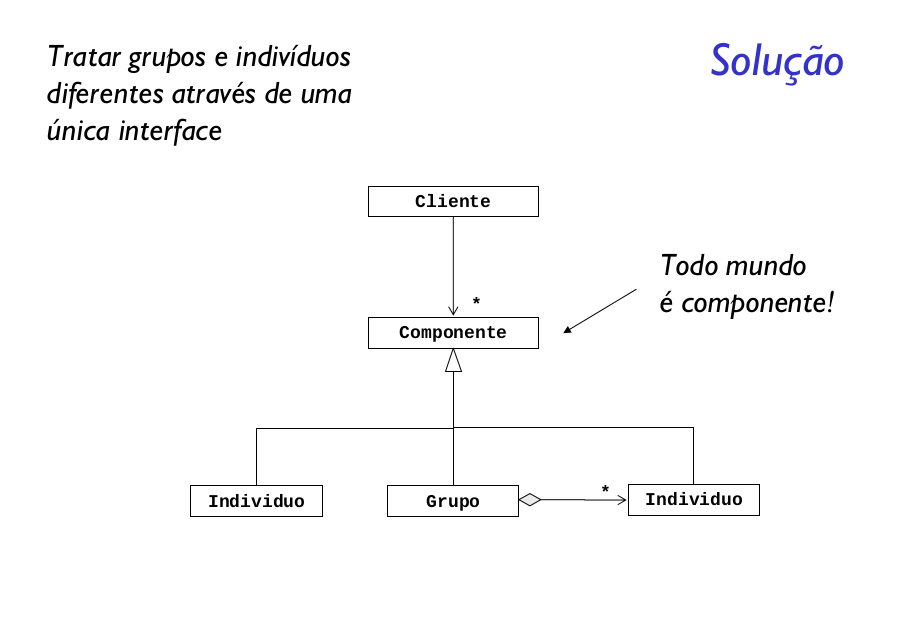 Tratar grupos e indivíduos
diferentes através de uma
única interface
Solução
Cliente
*
Todo mundo
é componente!
Componente
Individuo
Grupo
*
Individuo